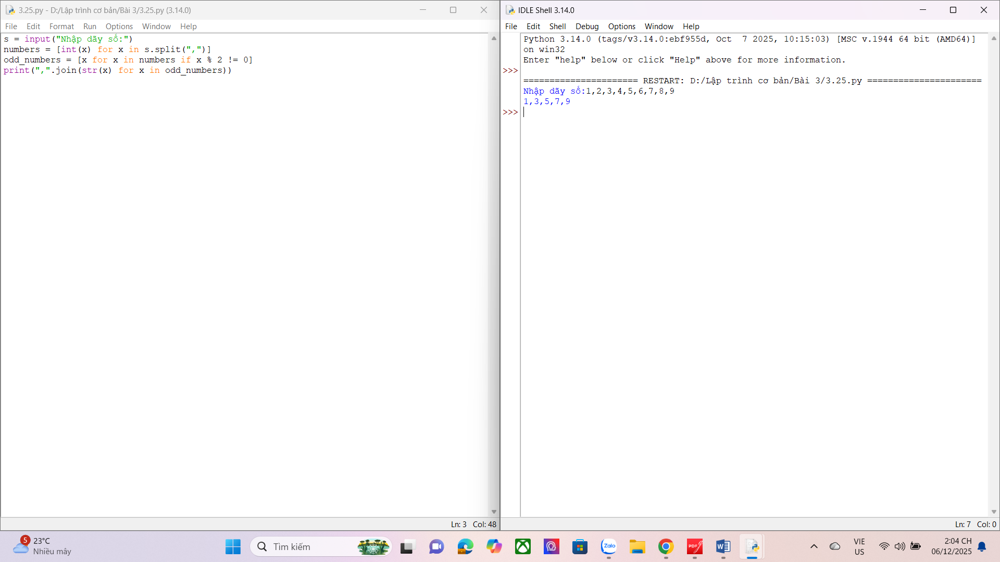 3.25.py - D:/Lập trình cơ bản/Bài 3/3.25.py (3.14.0)
File Edit Format Run Options Window Help
s = input("Nhập dãy số:")
numbers = [int(x) for x in s.split(",")]
odd_numbers = [x for x in numbers if x % 2 != 0]
print(",".join(str(x) for x in odd_numbers))
Ln: 3 Col: 48
IDLE Shell 3.14.0
File Edit Shell Debug Options Window Help
Python 3.14.0 (tags/v3.14.0:ebf955d, Oct  7 2025, 10:15:03) [MSC v.1944 64 bit (AMD64)]
on win32
Enter "help" below or click "Help" above for more information.
>>>
====================== RESTART: D:/Lập trình cơ bản/Bài 3/3.25.py ======================
Nhập dãy số:1,2,3,4,5,6,7,8,9
1,3,5,7,9
>>>
Ln: 7 Col: 0
5
23°C
Nhiều mây
Tìm kiếm
Zalo
PDF
W
VIE
US
2:04 CH
06/12/2025